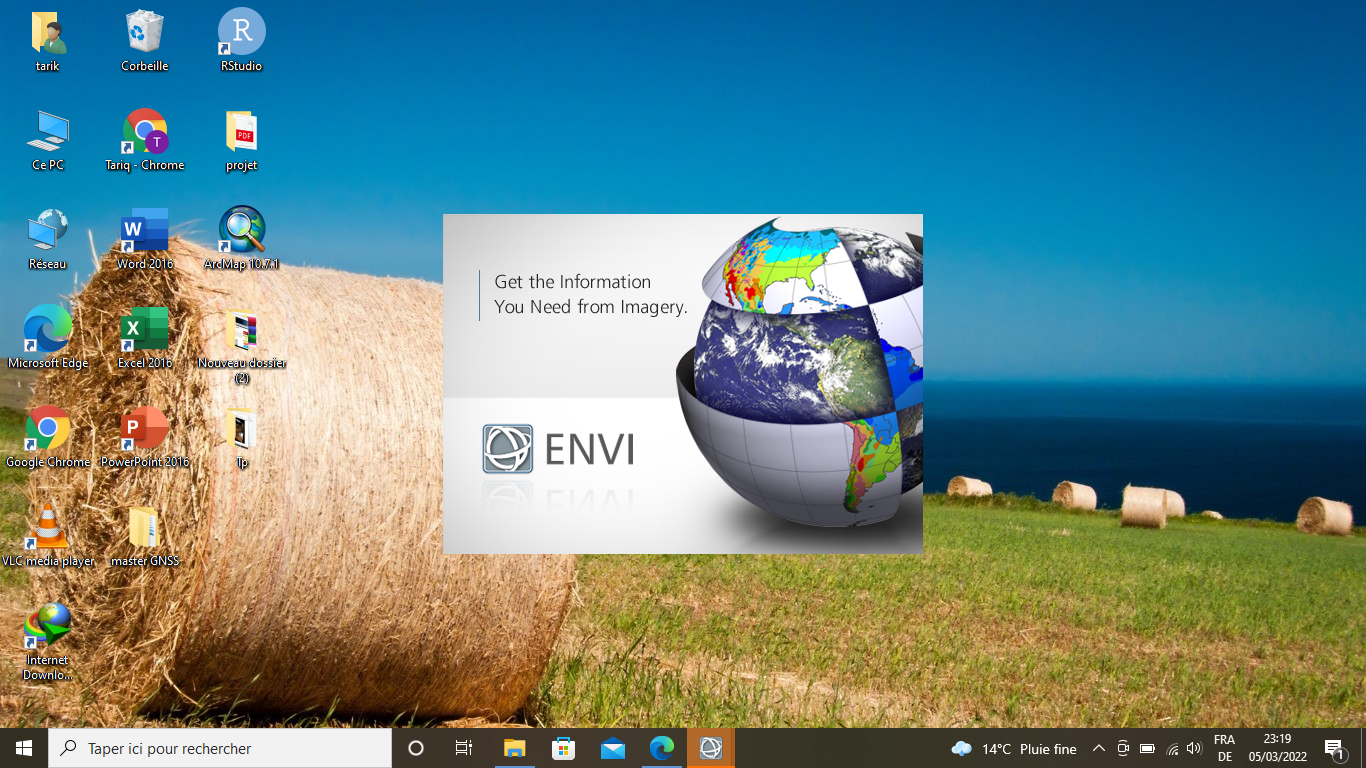 tarik
Corbeille
R
RStudio
Ce PC
T
Tariq - Chrome
PDF
projet
Réseau
W
Word 2016
ArcMap 10.7.1
Microsoft Edge
X
Excel 2016
Nouveau dossier
(2)
Google Chrome
P
PowerPoint 2016
Tp
VLC media player
master GNSS
Internet
Downlo...
Get the Information
You Need from Imagery.
ENVI
Taper ici pour rechercher
14°C Pluie fine
FRA
DE
23:19
05/03/2022
1